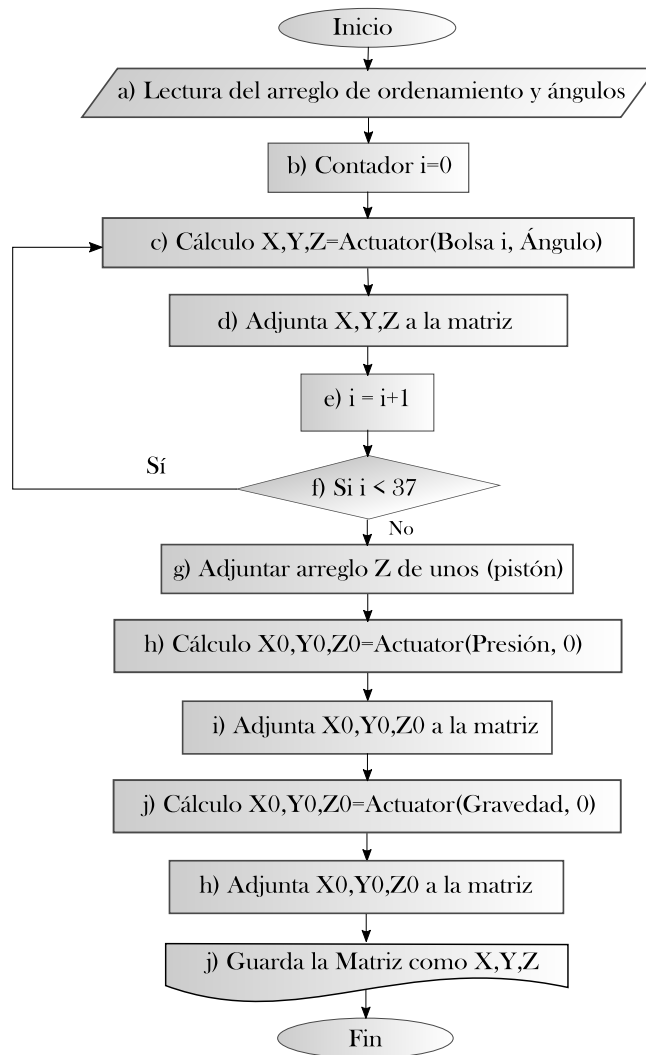 Inicio
a) Lectura del arreglo de ordenamiento y ángulos
b) Contador i=0
c) Cálculo X,Y,Z=Actuator(Bolsa i, Ángulo)
d) Adjunta X,Y,Z a la matriz
e) i = i+1
Sí
f) Si i < 37
No
g) Adjuntar arreglo Z de unos (pistón)
h) Cálculo X0,Y0,Z0=Actuator(Presión, 0)
i) Adjunta X0,Y0,Z0 a la matriz
j) Cálculo X0,Y0,Z0=Actuator(Gravedad, 0)
h) Adjunta X0,Y0,Z0 a la matriz
j) Guarda la Matriz como X,Y,Z
Fin